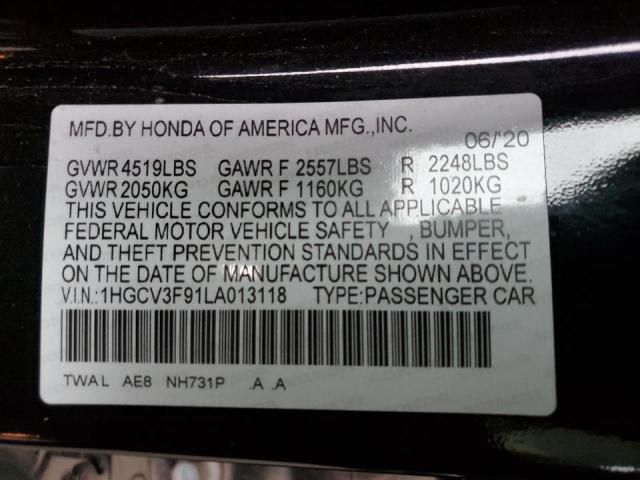 MFD.BY HONDA OF AMERICA MFG.,INC.
06/'20
GVWR 4519LBS GAWR F 2557LBS R 2248LBS
GVWR 2050KG GAWR F 1160KG R 1020KG
THIS VEHICLE CONFORMS TO ALL APPLICABLE
FEDERAL MOTOR VEHICLE SAFETY , BUMPER,
AND THEFT PREVENTION STANDARDS IN EFFECT
ON THE DATE OF MANUFACTURE SHOWN ABOVE.
V.I.N.:1HGCV3F91LA013118 TYPE:PASSENGER CAR
TWAL AE8 NH731P .A .A